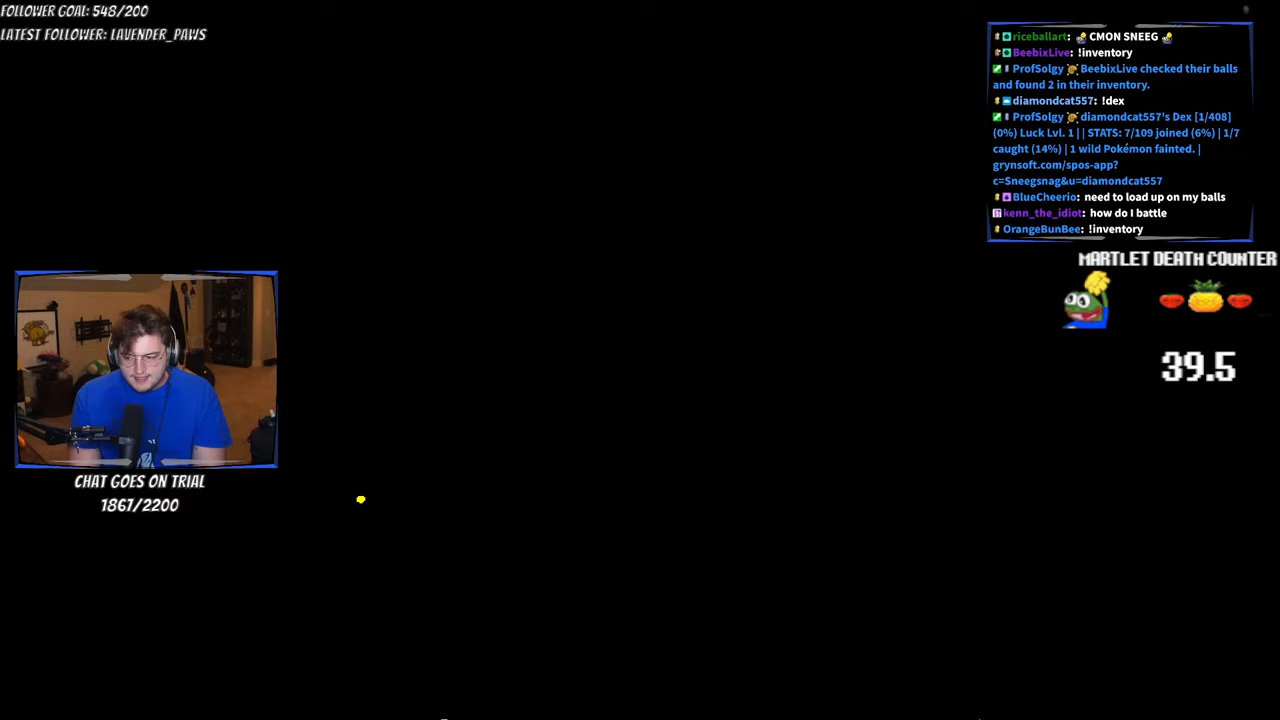 FOLLOWER GOAL: 548/200
LATEST FOLLOWER: LAVENDER_PAWS
riceballart: CMON SNEEG
BeebixLive: !inventory
ProfSolgy BeebixLive checked their balls
and found 2 in their inventory.
diamondcat557: !dex
ProfSolgy diamondcat557's Dex [1/408]
(0%) Luck Lvl. 1 | | STATS: 7/109 joined (6%) | 1/7
caught (14%) | 1 wild Pokémon fainted. |
grynsoft.com/spos-app?
c=Sneegsnag&u=diamondcat557
BlueCheerio: need to load up on my balls
kenn_the_idiot: how do I battle
OrangeBunBee: !inventory
MARTLET DEATH COUNTER
39.5
CHAT GOES ON TRIAL
1867/2200